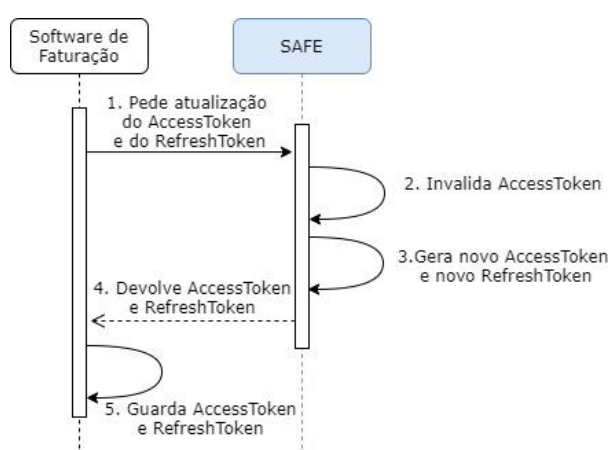 Software de
Faturação
SAFE
1. Pede atualização
do AccessToken
e do RefreshToken
2. Invalida AccessToken
3.Gera novo AccessToken
e novo RefreshToken
4. Devolve AccessToken
e RefreshToken
5. Guarda AccessToken
e RefreshToken